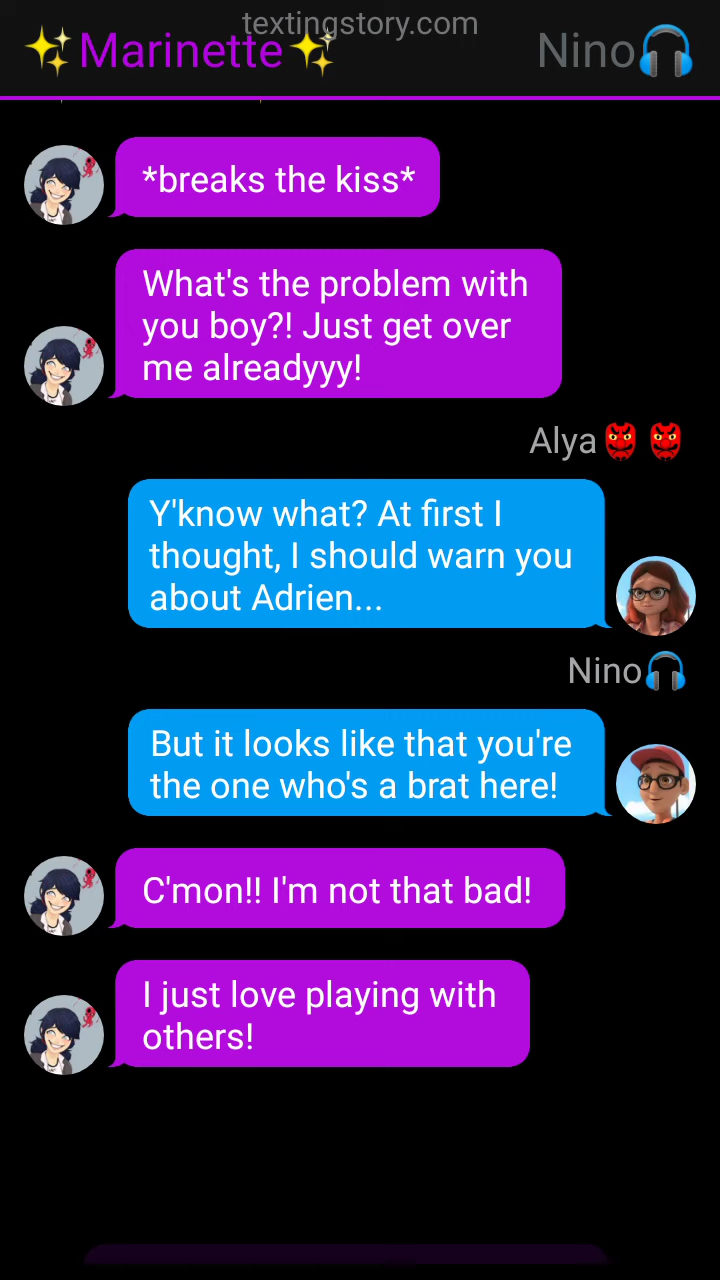 textingstory.com
✨Marinette✨ Nino🎧
*breaks the kiss*
What's the problem with
you boy?! Just get over
me alreadyyy!
Alya👹👹
Y'know what? At first I
thought, I should warn you
about Adrien...
Nino🎧
But it looks like that you're
the one who's a brat here!
C'mon!! I'm not that bad!
I just love playing with
others!